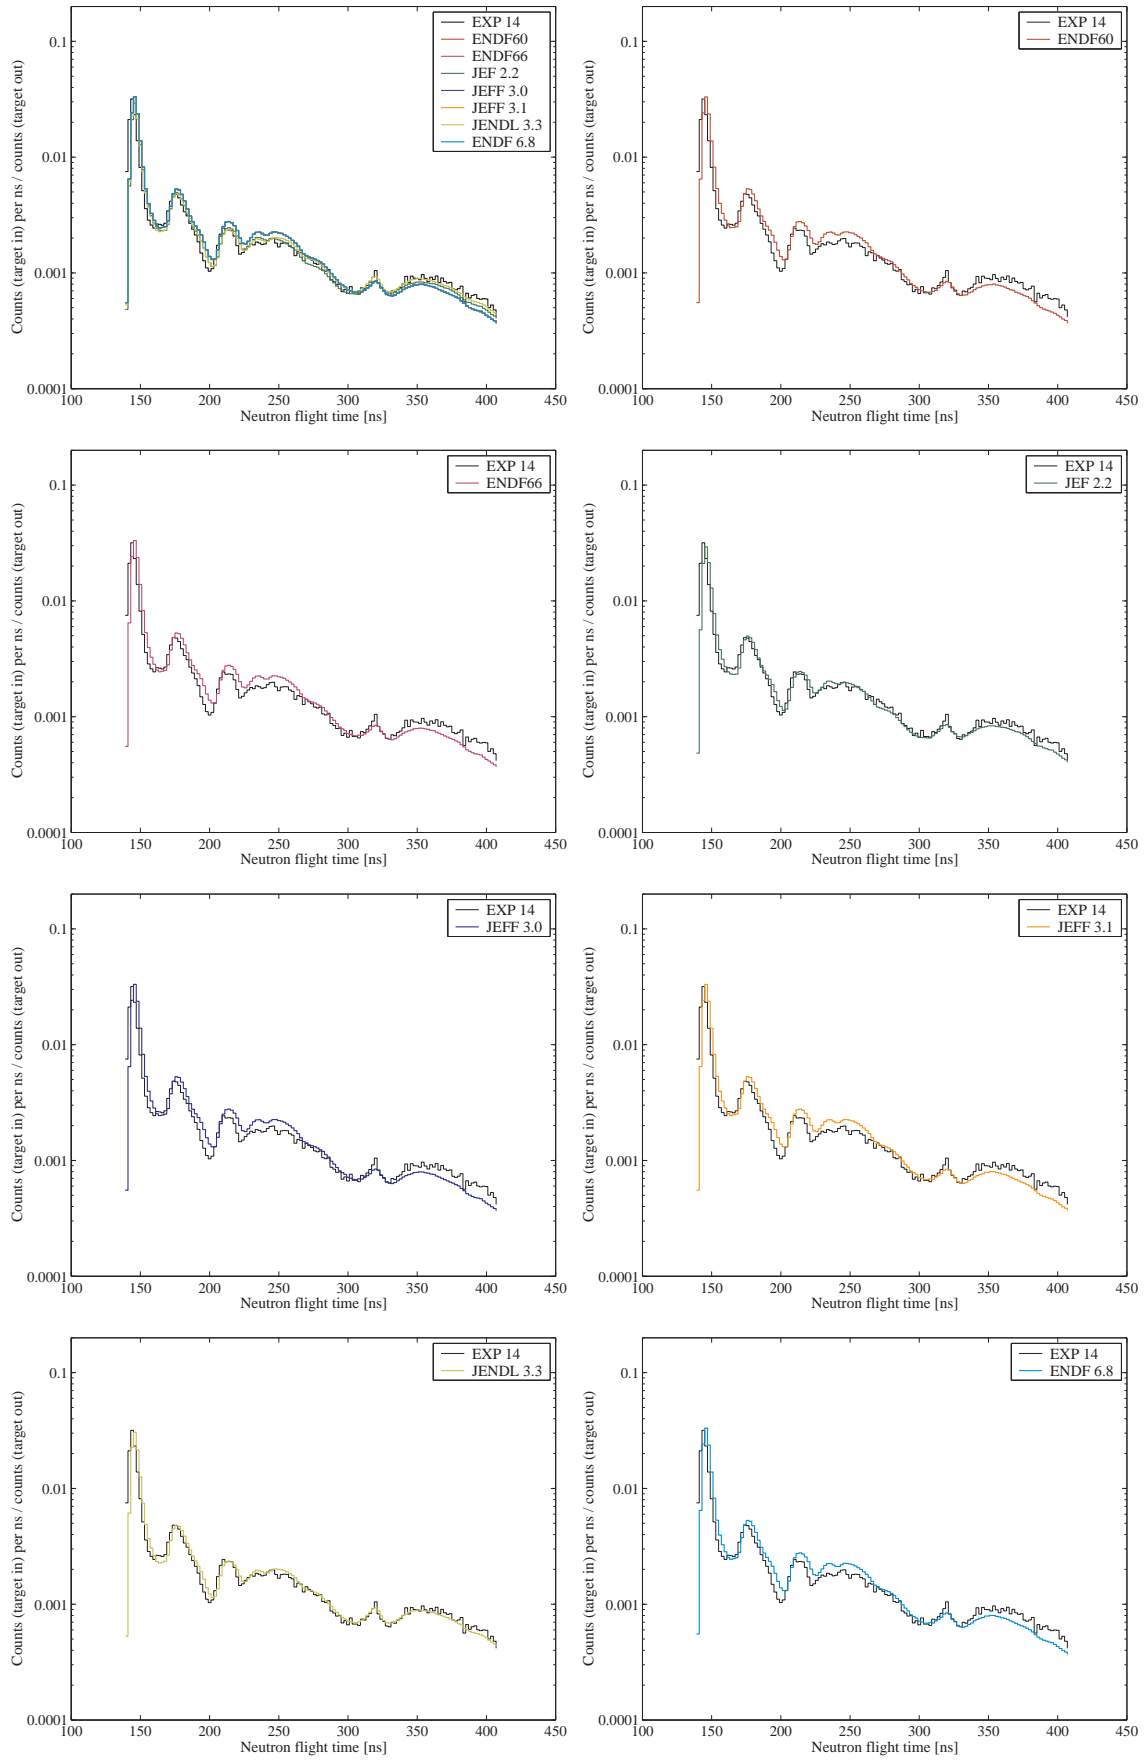 EXP 14
ENDF60
ENDF66
JEF 2.2
JEFF 3.0
JEFF 3.1
JENDL 3.3
ENDF 6.8
0.1
0.01
0.001
0.0001
100 150 200 250 300 350 400 450
Neutron flight time [ns]
Counts (target in) per ns / counts (target out)
EXP 14
ENDF60
0.1
0.01
0.001
0.0001
100 150 200 250 300 350 400 450
Neutron flight time [ns]
Counts (target in) per ns / counts (target out)
EXP 14
ENDF66
0.1
0.01
0.001
0.0001
100 150 200 250 300 350 400 450
Neutron flight time [ns]
Counts (target in) per ns / counts (target out)
EXP 14
JEF 2.2
0.1
0.01
0.001
0.0001
100 150 200 250 300 350 400 450
Neutron flight time [ns]
Counts (target in) per ns / counts (target out)
EXP 14
JEFF 3.0
0.1
0.01
0.001
0.0001
100 150 200 250 300 350 400 450
Neutron flight time [ns]
Counts (target in) per ns / counts (target out)
EXP 14
JEFF 3.1
0.1
0.01
0.001
0.0001
100 150 200 250 300 350 400 450
Neutron flight time [ns]
Counts (target in) per ns / counts (target out)
EXP 14
JENDL 3.3
0.1
0.01
0.001
0.0001
100 150 200 250 300 350 400 450
Neutron flight time [ns]
Counts (target in) per ns / counts (target out)
EXP 14
ENDF 6.8
0.1
0.01
0.001
0.0001
100 150 200 250 300 350 400 450
Neutron flight time [ns]
Counts (target in) per ns / counts (target out)